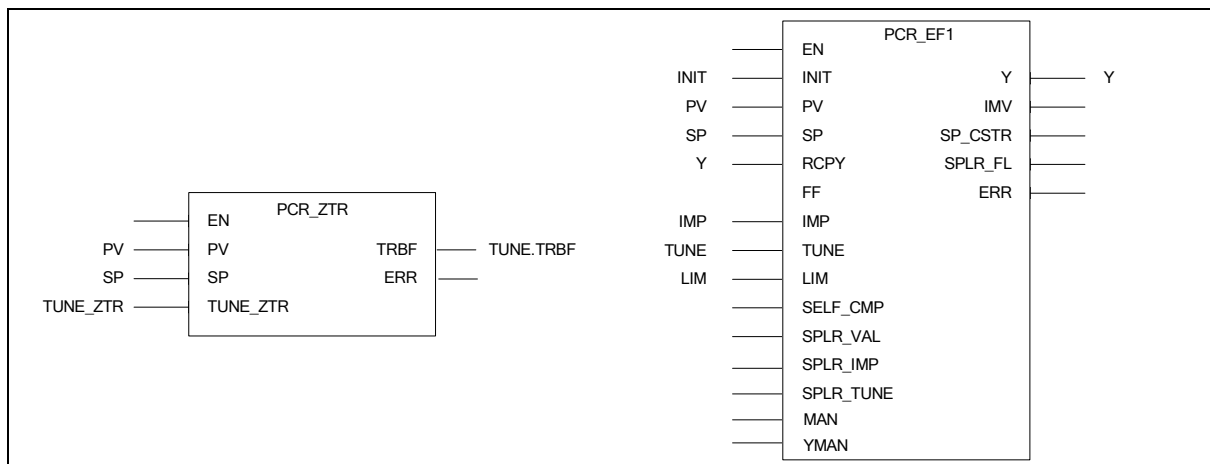 PCR_ZTR
EN
PV PV TRBF TUNE.TRBF
SP SP ERR
TUNE_ZTR TUNE_ZTR
PCR_EF1
EN
INIT INIT Y Y
PV PV IMV
SP SP SP_CSTR
Y RCPY SPLR_FL
FF ERR
IMP IMP
TUNE TUNE
LIM LIM
SELF_CMP
SPLR_VAL
SPLR_IMP
SPLR_TUNE
MAN
YMAN